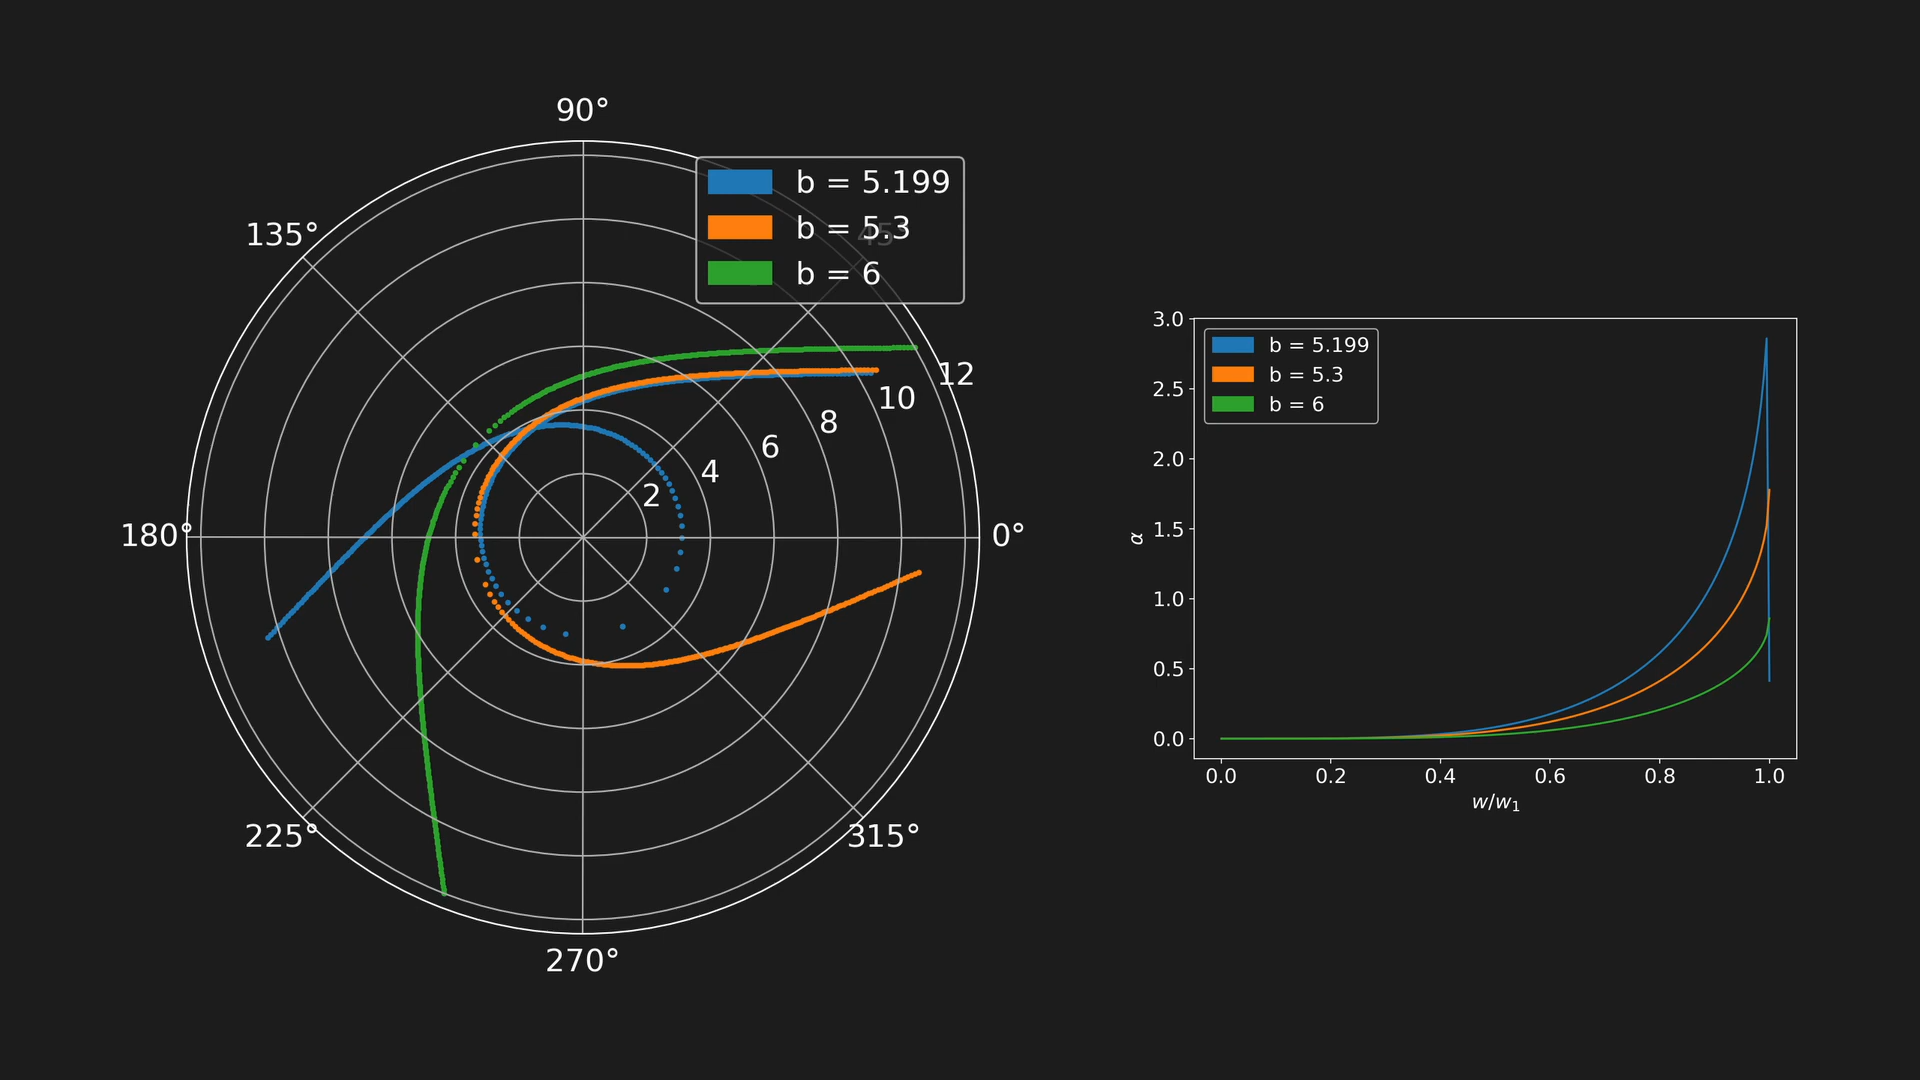 90°
135°
45°
b = 5.199
b = 5.3
b = 6
12
10
8
6
4
2
180°
0°
225°
315°
270°
3.0
2.5
2.0
1.5
1.0
0.5
0.0
α
b = 5.199
b = 5.3
b = 6
0.0 0.2 0.4 0.6 0.8 1.0
w/w₁